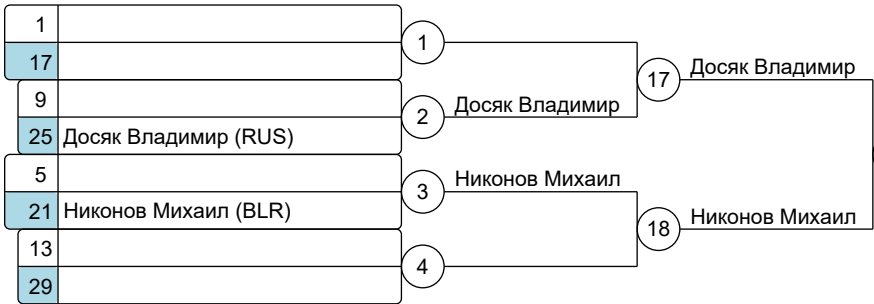 1
17
1
9
25 Досяк Владимир (RUS)
2
Досяк Владимир
17
Досяк Владимир
5
21 Никонов Михаил (BLR)
3
Никонов Михаил
13
29
4
18
Никонов Михаил